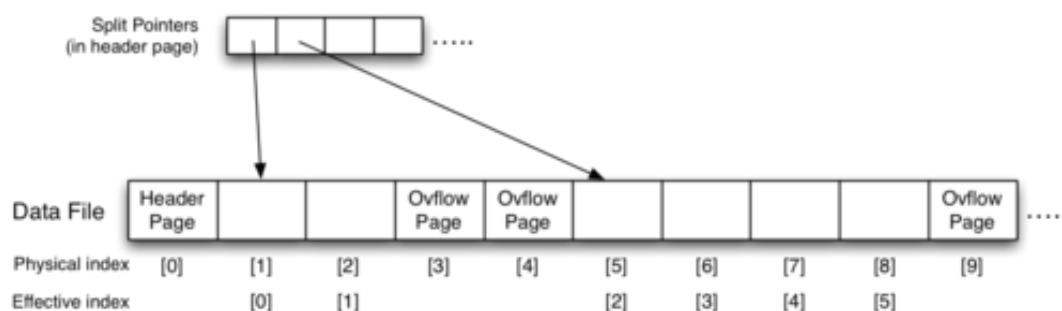 Split Pointers
(in header page)
.....
Data File
Header
Page
Ovflow
Page
Ovflow
Page
Ovflow
Page
....
Physical index [0] [1] [2] [3] [4] [5] [6] [7] [8] [9]
Effective index [0] [1] [2] [3] [4] [5]